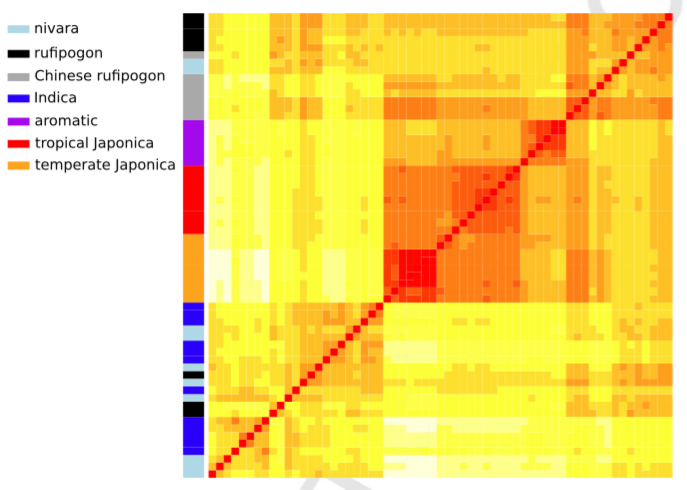 nivara
rufipogon
Chinese rufipogon
Indica
aromatic
tropical Japonica
temperate Japonica